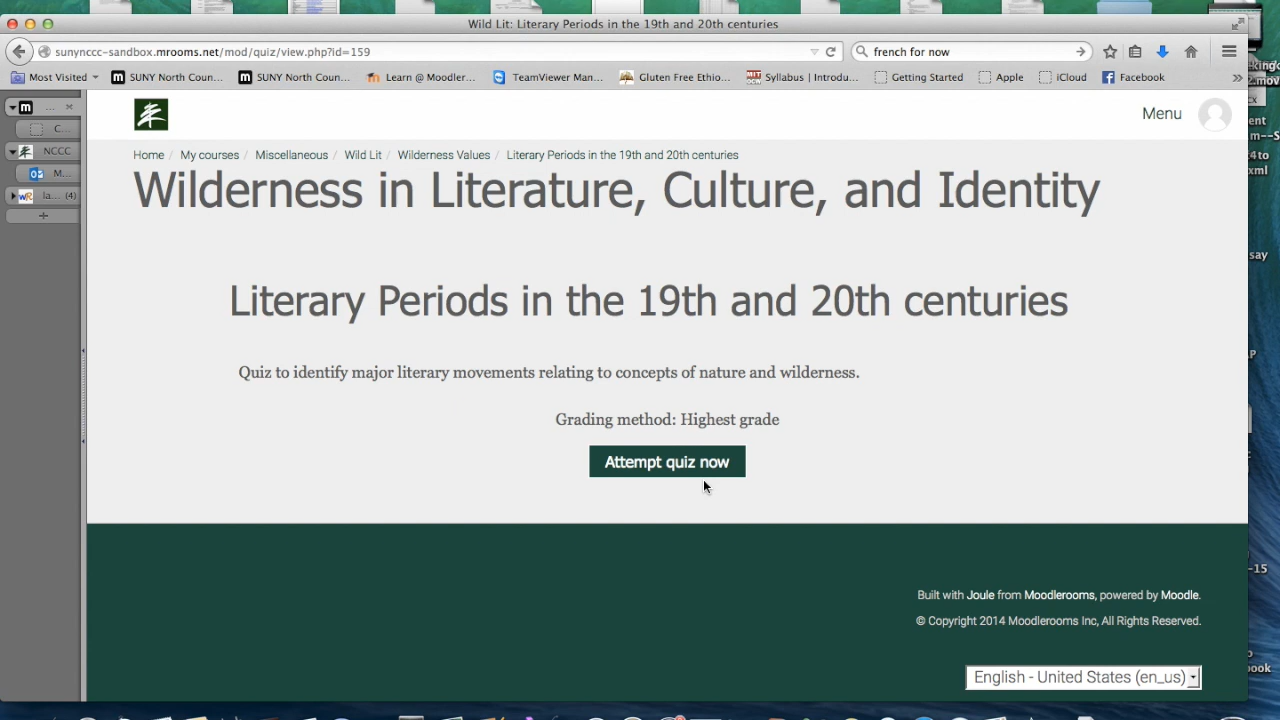 Wild Lit: Literary Periods in the 19th and 20th centuries
sunynccc-sandbox.mrooms.net/mod/quiz/view.php?id=159
french for now
Most Visited
SUNY North Coun...
SUNY North Coun...
Learn @ Moodler...
TeamViewer Man...
Gluten Free Ethio...
Syllabus | Introdu...
Getting Started
Apple
iCloud
Facebook
»
m ...
C...
NCCC
M...
la... (4)
Menu
Home / My courses / Miscellaneous / Wild Lit / Wilderness Values / Literary Periods in the 19th and 20th centuries
Wilderness in Literature, Culture, and Identity
Literary Periods in the 19th and 20th centuries
Quiz to identify major literary movements relating to concepts of nature and wilderness.
Grading method: Highest grade
Attempt quiz now
Built with Joule from Moodlerooms, powered by Moodle.
© Copyright 2014 Moodlerooms Inc, All Rights Reserved.
English - United States (en_us)